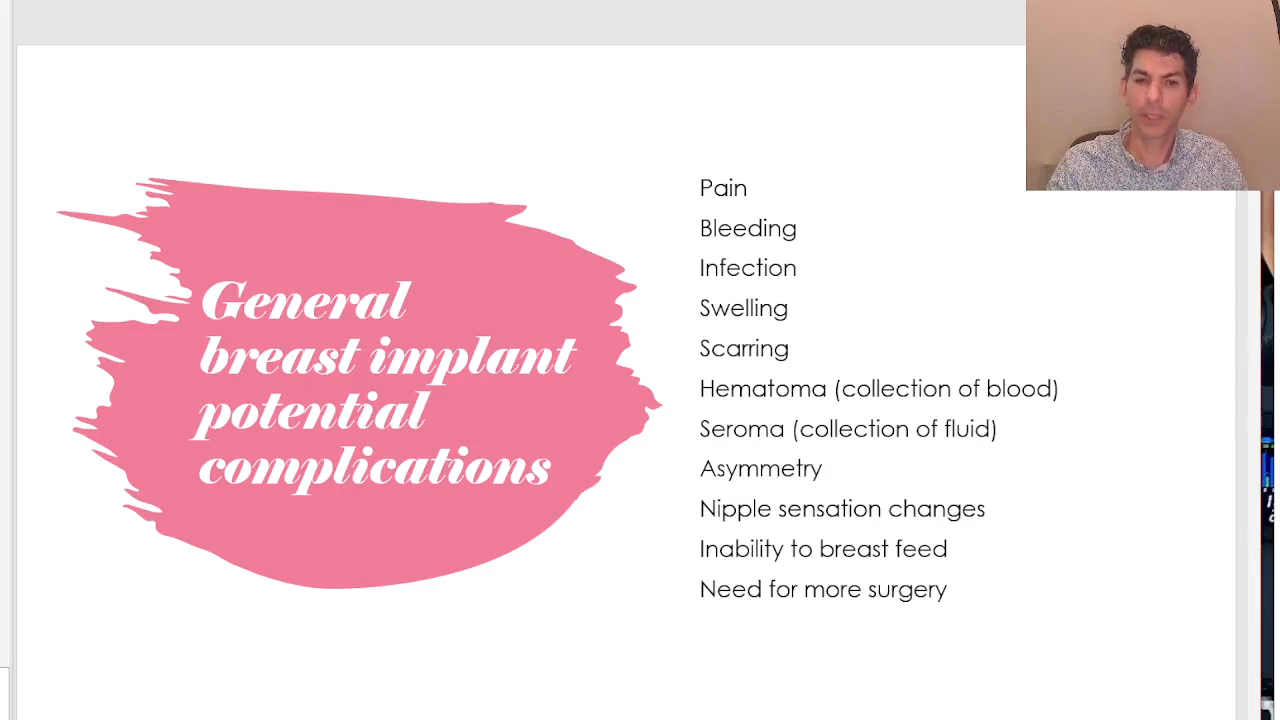 General
breast implant
potential
complications
Pain
Bleeding
Infection
Swelling
Scarring
Hematoma (collection of blood)
Seroma (collection of fluid)
Asymmetry
Nipple sensation changes
Inability to breast feed
Need for more surgery